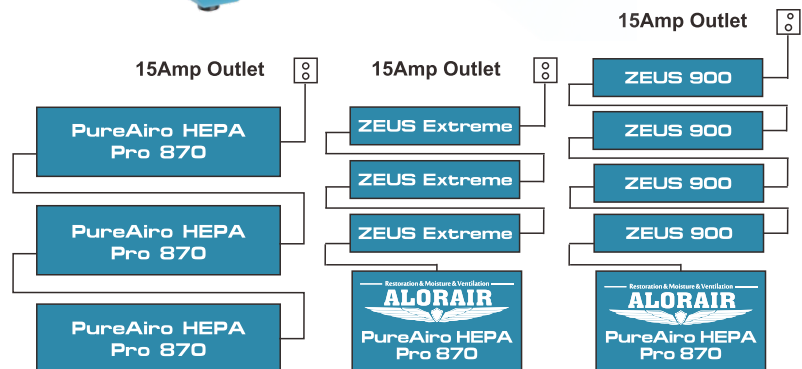 15Amp Outlet
PureAiro HEPA
Pro 870
PureAiro HEPA
Pro 870
PureAiro HEPA
Pro 870
15Amp Outlet
ZEUS Extreme
ZEUS Extreme
ZEUS Extreme
Restoration & Moisture & Ventilation
ALORAIR
PureAiro HEPA
Pro 870
15Amp Outlet
ZEUS 900
ZEUS 900
ZEUS 900
ZEUS 900
Restoration & Moisture & Ventilation
ALORAIR
PureAiro HEPA
Pro 870